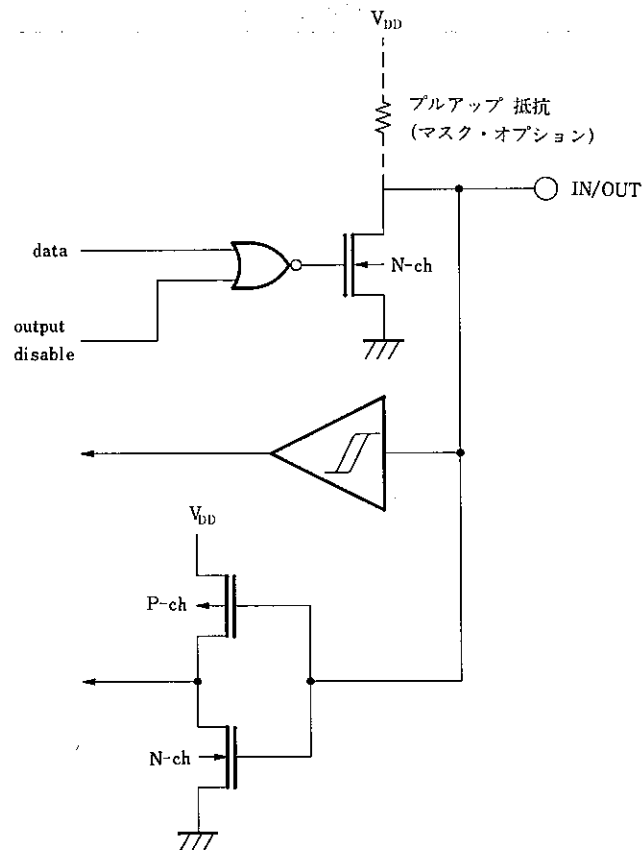 VDD
プルアップ 抵抗
(マスク・オプション)
IN/OUT
data
N-ch
output
disable
VDD
P-ch
N-ch